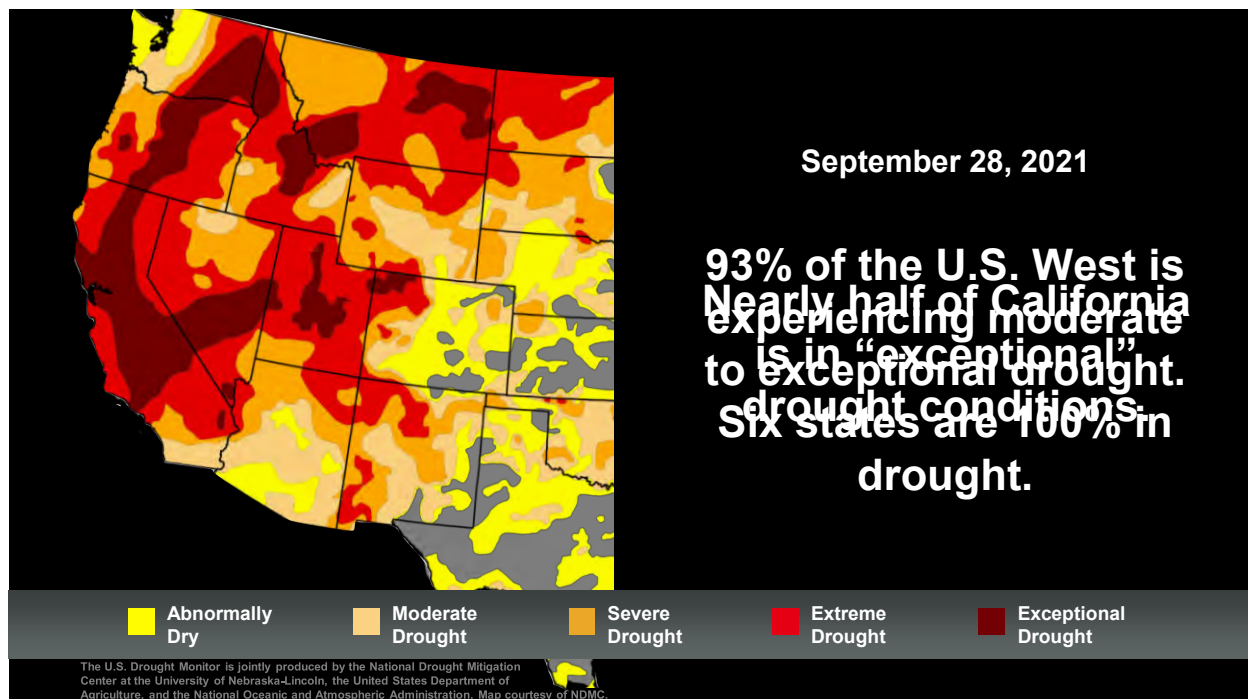 September 28, 2021
93% of the U.S. West is
experiencing moderate
to exceptional drought.
Six states are 100% in
drought.
Nearly half of California
is in “exceptional”
drought conditions.
Abnormally
Dry
Moderate
Drought
Severe
Drought
Extreme
Drought
Exceptional
Drought
The U.S. Drought Monitor is jointly produced by the National Drought Mitigation
Center at the University of Nebraska-Lincoln, the United States Department of
Agriculture, and the National Oceanic and Atmospheric Administration. Map courtesy of NDMC.